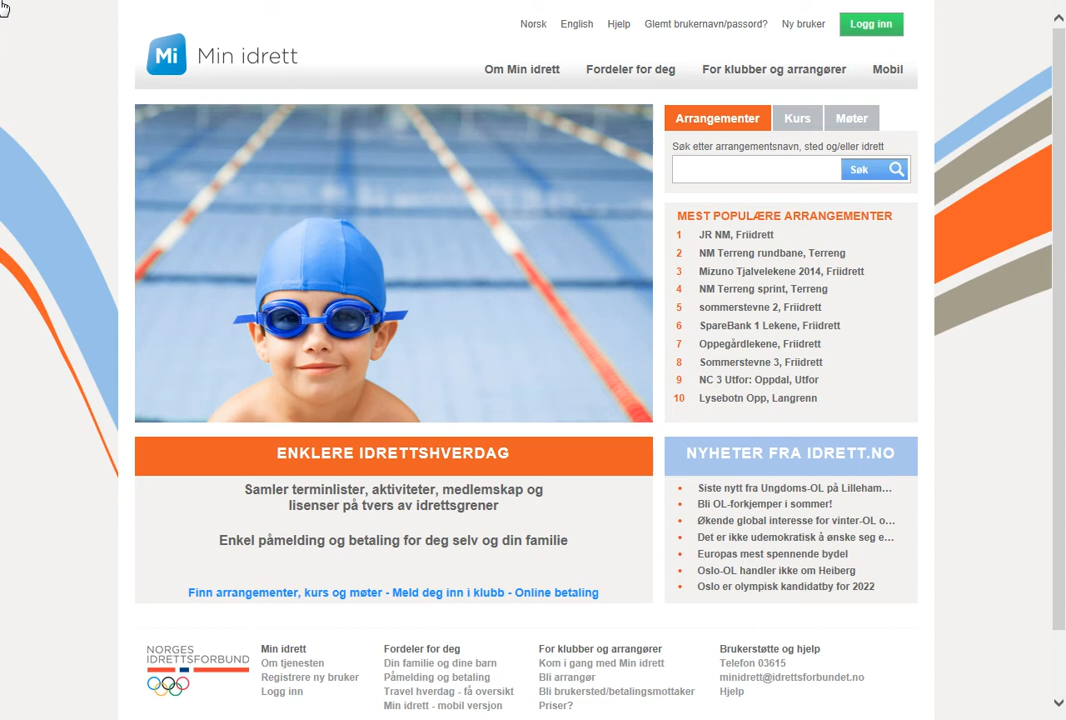 Norsk English Hjelp Glemt brukernavn/passord? Ny bruker Logg inn
Mi Min idrett
Om Min idrett Fordeler for deg For klubber og arrangører Mobil
Arrangementer Kurs Møter
Søk etter arrangementsnavn, sted og/eller idrett
Søk
MEST POPULÆRE ARRANGEMENTER
1 JR NM, Friidrett
2 NM Terreng rundbane, Terreng
3 Mizuno Tjalvelekene 2014, Friidrett
4 NM Terreng sprint, Terreng
5 sommerstevne 2, Friidrett
6 SpareBank 1 Lekene, Friidrett
7 Oppegårdlekene, Friidrett
8 Sommerstevne 3, Friidrett
9 NC 3 Utfor: Oppdal, Utfor
10 Lysebotn Opp, Langrenn
ENKLERE IDRETTSHVERDAG
Samler terminlister, aktiviteter, medlemskap og
lisenser på tvers av idrettsgrener
Enkel påmelding og betaling for deg selv og din familie
Finn arrangementer, kurs og møter - Meld deg inn i klubb - Online betaling
NYHETER FRA IDRETT.NO
Siste nytt fra Ungdoms-OL på Lilleham...
Bli OL-forkjemper i sommer!
Økende global interesse for vinter-OL o...
Det er ikke udemokratisk å ønske seg e...
Europas mest spennende bydel
Oslo-OL handler ikke om Heiberg
Oslo er olympisk kandidatby for 2022
NORGES
IDRETTSFORBUND
Min idrett
Om tjenesten
Registrere ny bruker
Logg inn
Fordeler for deg
Din familie og dine barn
Påmelding og betaling
Travel hverdag - få oversikt
Min idrett - mobil versjon
For klubber og arrangører
Kom i gang med Min idrett
Bli arrangør
Bli brukersted/betalingsmottaker
Priser?
Brukerstøtte og hjelp
Telefon 03615
minidrett@idrettsforbundet.no
Hjelp